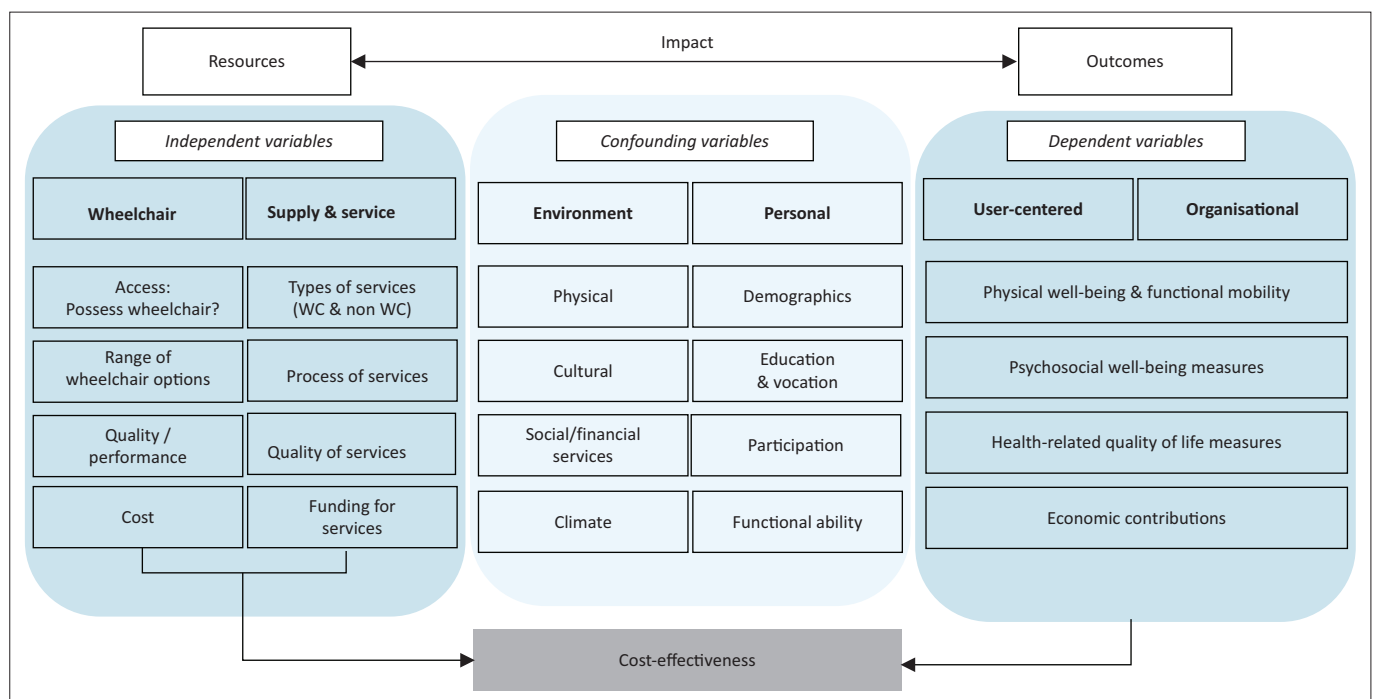 Impact
Resources
Outcomes
Independent variables
Confounding variables
Dependent variables
Wheelchair
Supply & service
Environment
Personal
User-centered
Organisational
Access:
Possess wheelchair?
Types of services
(WC & non WC)
Physical
Demographics
Physical well-being & functional mobility
Range of
wheelchair options
Process of services
Cultural
Education
& vocation
Psychosocial well-being measures
Quality /
performance
Quality of services
Social/financial
services
Participation
Health-related quality of life measures
Cost
Funding for
services
Climate
Functional ability
Economic contributions
Cost-effectiveness